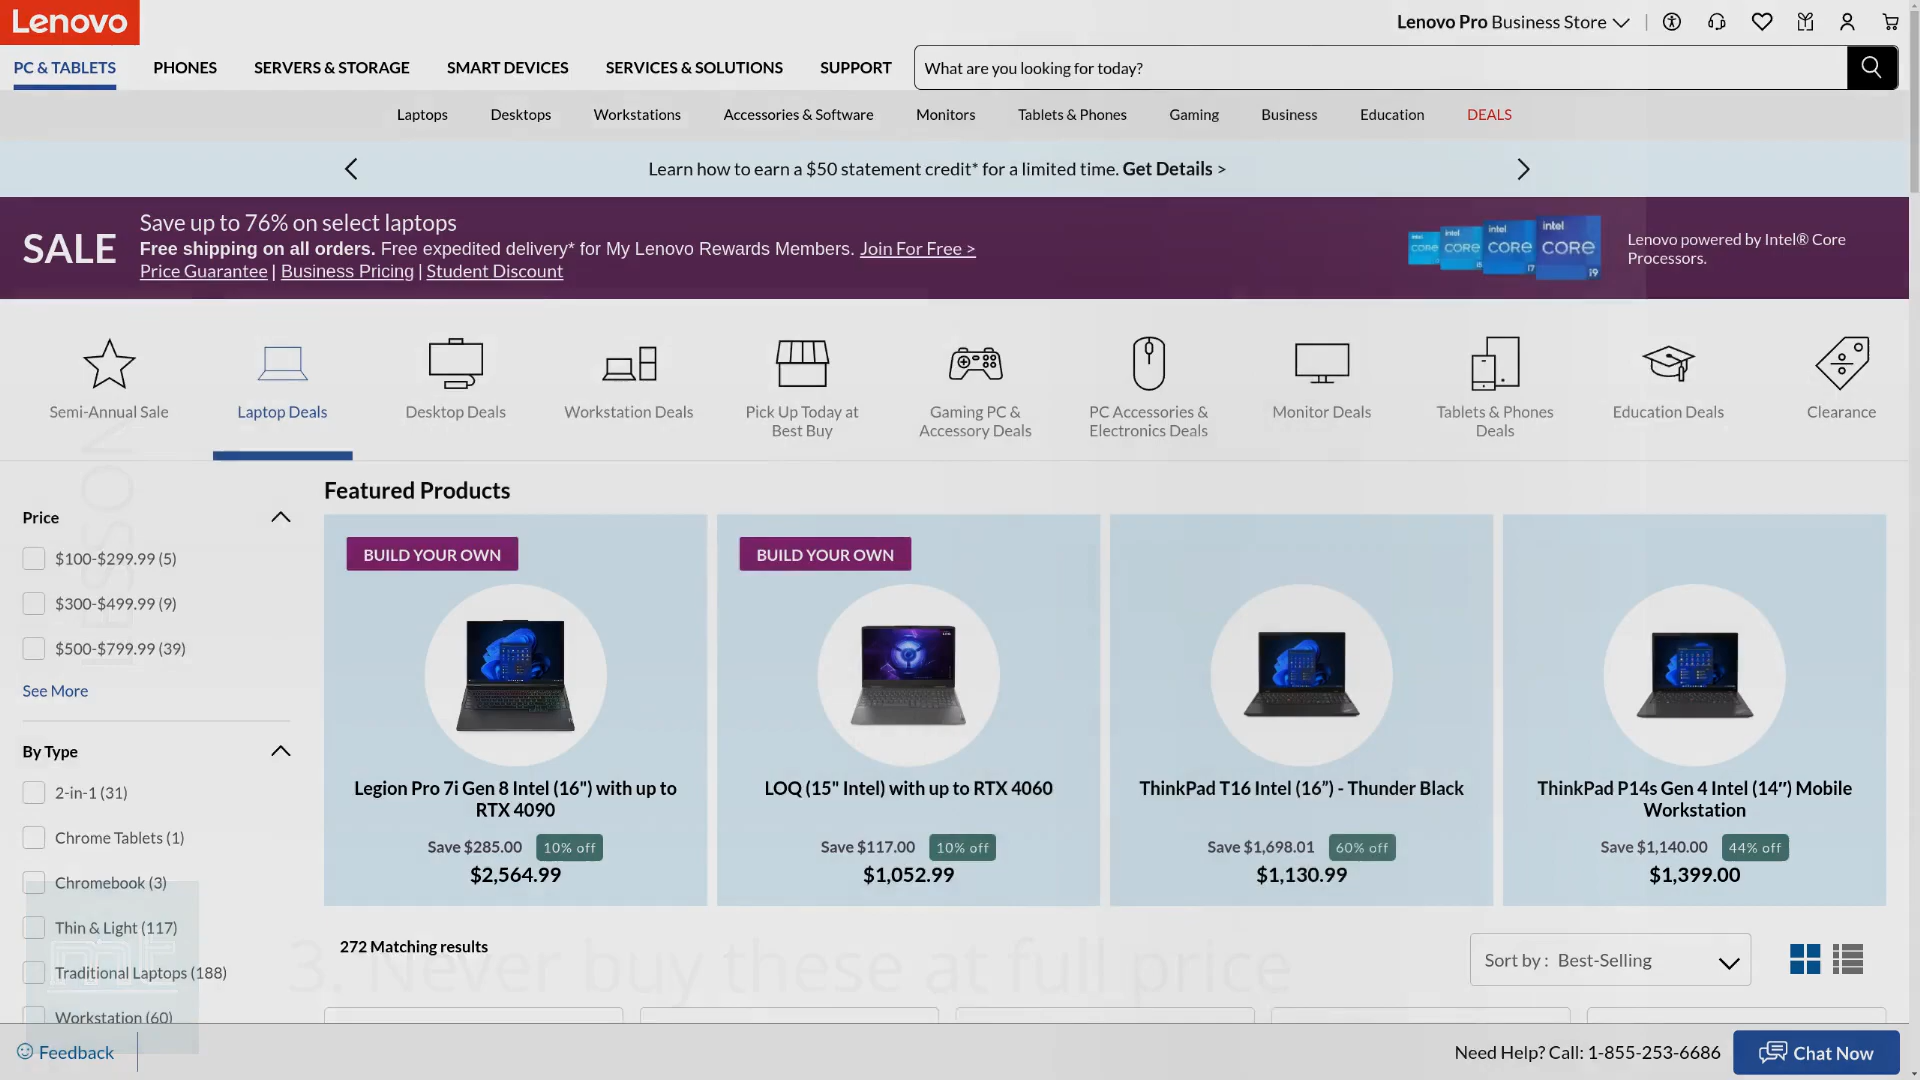 Lenovo
Lenovo Pro Business Store
PC & TABLETS
PHONES
SERVERS & STORAGE
SMART DEVICES
SERVICES & SOLUTIONS
SUPPORT
What are you looking for today?
Laptops
Desktops
Workstations
Accessories & Software
Monitors
Tablets & Phones
Gaming
Business
Education
DEALS
Learn how to earn a $50 statement credit* for a limited time. Get Details >
SALE
Save up to 76% on select laptops
Free shipping on all orders. Free expedited delivery* for My Lenovo Rewards Members. Join For Free >
Price Guarantee | Business Pricing | Student Discount
intel CORE
intel CORE
intel CORE i7
intel CORE i9
Lenovo powered by Intel® Core
Processors.
Semi-Annual Sale
Laptop Deals
Desktop Deals
Workstation Deals
Pick Up Today at
Best Buy
Gaming PC &
Accessory Deals
PC Accessories &
Electronics Deals
Monitor Deals
Tablets & Phones
Deals
Education Deals
Clearance
LESSON
Price
$100-$299.99 (5)
$300-$499.99 (9)
$500-$799.99 (39)
See More
By Type
2-in-1 (31)
Chrome Tablets (1)
Chromebook (3)
Thin & Light (117)
Traditional Laptops (188)
Workstation (60)
Featured Products
BUILD YOUR OWN
Legion Pro 7i Gen 8 Intel (16") with up to
RTX 4090
Save $285.00 10% off
$2,564.99
BUILD YOUR OWN
LOQ (15" Intel) with up to RTX 4060
Save $117.00 10% off
$1,052.99
ThinkPad T16 Intel (16”) - Thunder Black
Save $1,698.01 60% off
$1,130.99
ThinkPad P14s Gen 4 Intel (14″) Mobile
Workstation
Save $1,140.00 44% off
$1,399.00
272 Matching results
Sort by : Best-Selling
3. Never buy these at full price
Feedback
Need Help? Call: 1-855-253-6686
Chat Now